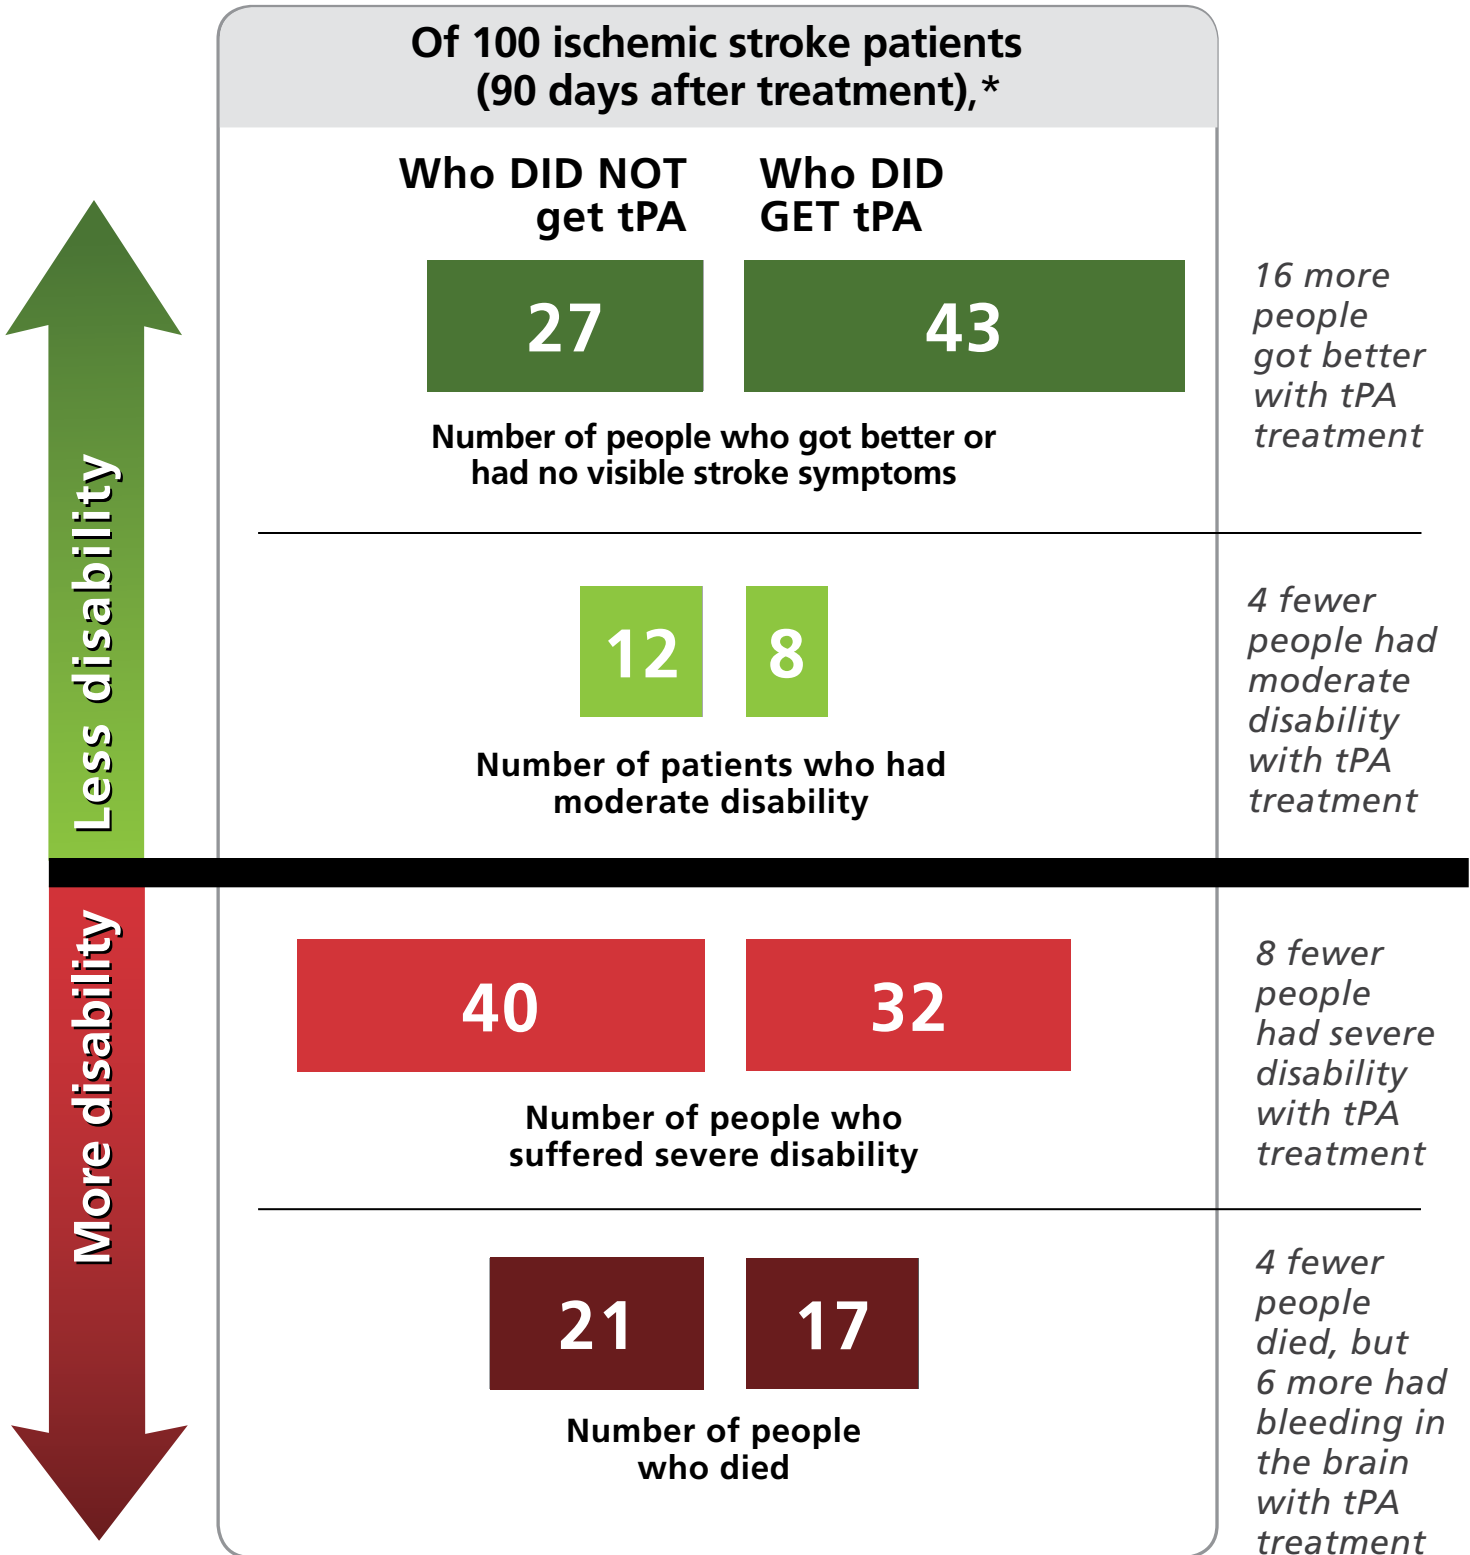 Of 100 ischemic stroke patients
(90 days after treatment),*
Who DID NOT
get tPA
Who DID
GET tPA
Less disability
27
43
Number of people who got better or
had no visible stroke symptoms
16 more
people
got better
with tPA
treatment
12
8
Number of patients who had
moderate disability
4 fewer
people had
moderate
disability
with tPA
treatment
More disability
40
32
Number of people who
suffered severe disability
8 fewer
people
had severe
disability
with tPA
treatment
21
17
Number of people
who died
4 fewer
people
died, but
6 more had
bleeding in
the brain
with tPA
treatment